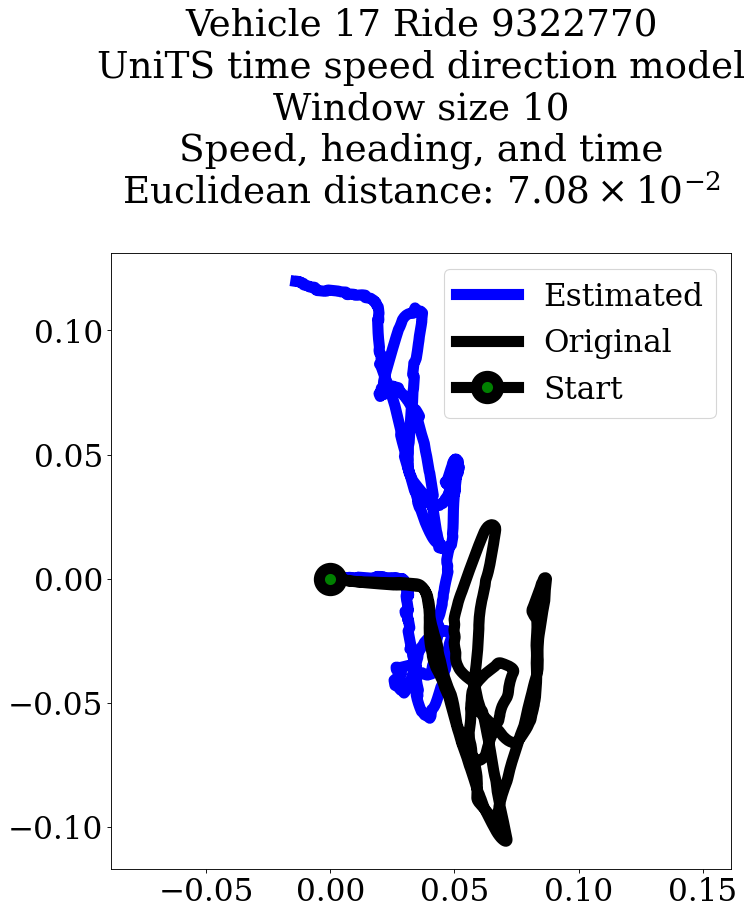 Vehicle 17 Ride 9322770
UniTS time speed direction model
Window size 10
Speed, heading, and time
Euclidean distance: 7.08 × 10⁻²
Estimated
Original
Start
0.10
0.05
0.00
−0.05
−0.10
−0.05 0.00 0.05 0.10 0.15